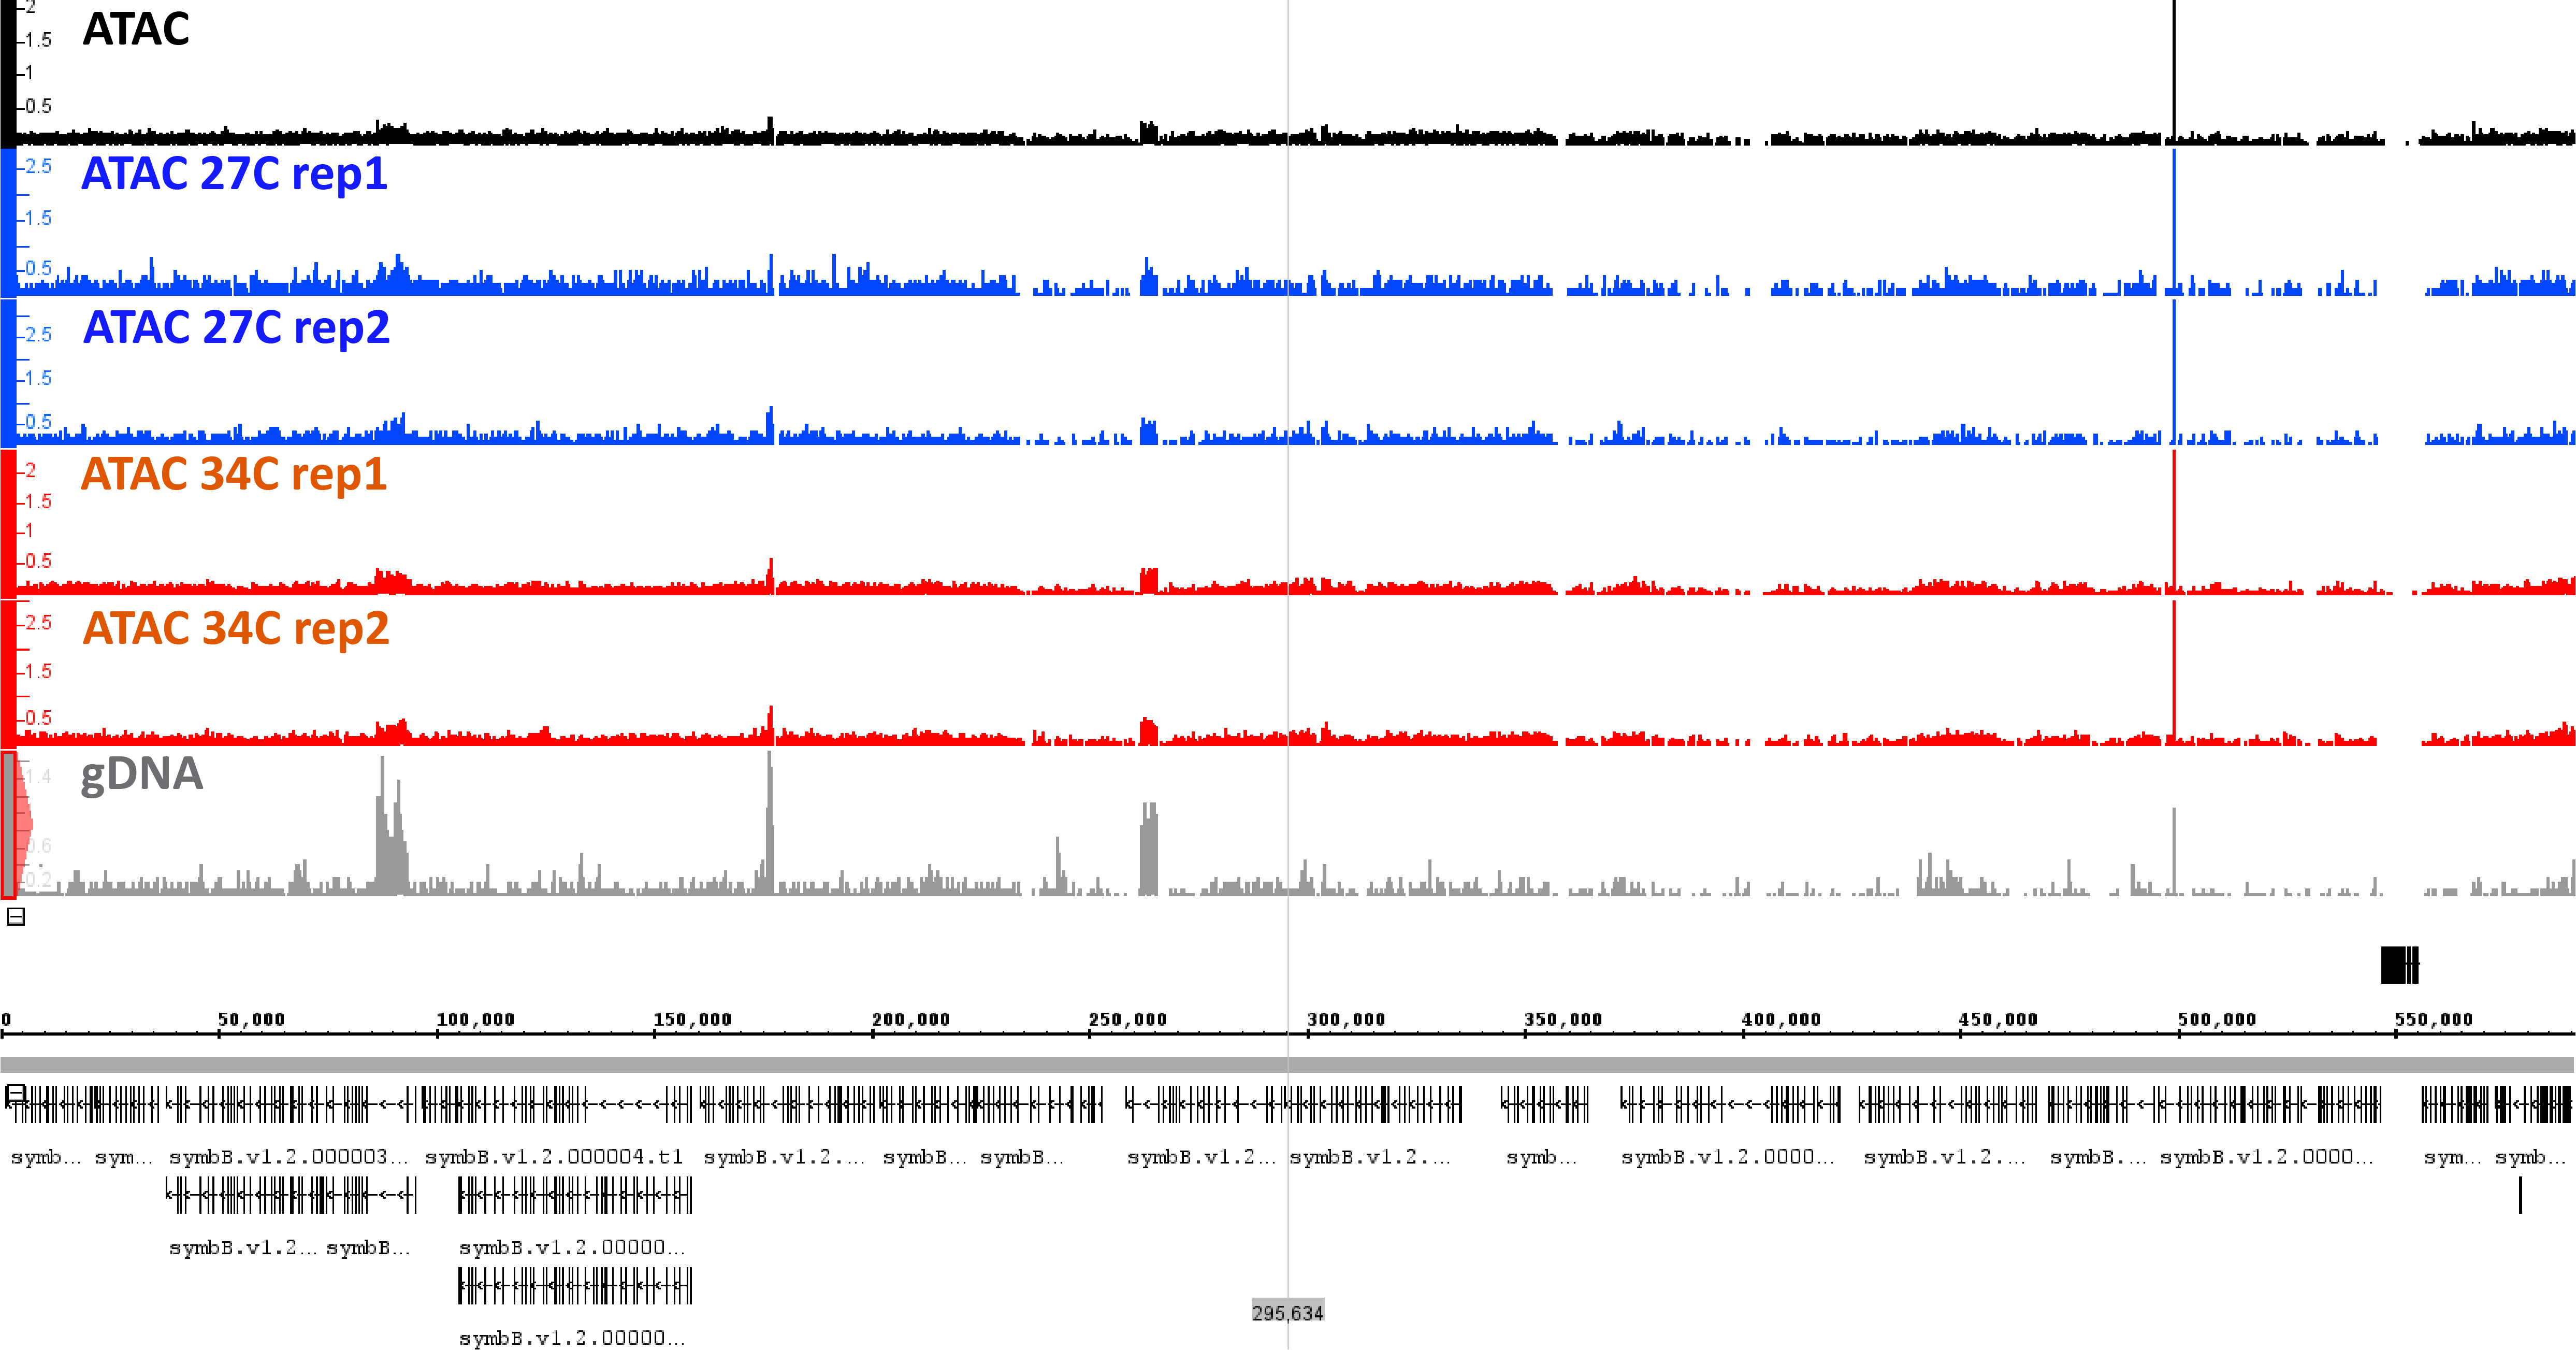 2
ATAC
1.5
1
0.5
ATAC 27C rep1
2.5
1.5
0.5
ATAC 27C rep2
2.5
1.5
0.5
ATAC 34C rep1
2
1.5
1
0.5
ATAC 34C rep2
2.5
1.5
0.5
gDNA
1.4
0.6
0.2
0 50,000 100,000 150,000 200,000 250,000 300,000 350,000 400,000 450,000 500,000 550,000
symb... sym... symbB.v1.2.000003... symbB.v1.2.000004.t1 symbB.v1.2.... symbB... symbB... symbB.v1.2... symbB.v1.2.... symb... symbB.v1.2.0000... symbB.v1.2.... symbB.... symbB.v1.2.0000... sym... symb...
symbB.v1.2... symbB... symbB.v1.2.00000...
295,634
symbB.v1.2.00000...